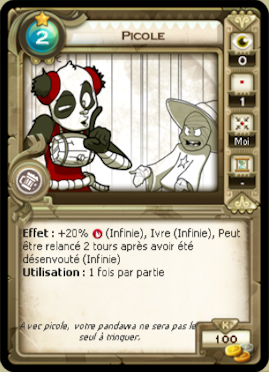 2
Picole
0
1
Moi
-
Effet : +20% (Infinie), Ivre (Infinie), Peut
être relancé 2 tours après avoir été
désenvouté (Infinie)
Utilisation : 1 fois par partie
Avec picole, votre pandawa ne sera pas le
seul à trinquer.
K
100